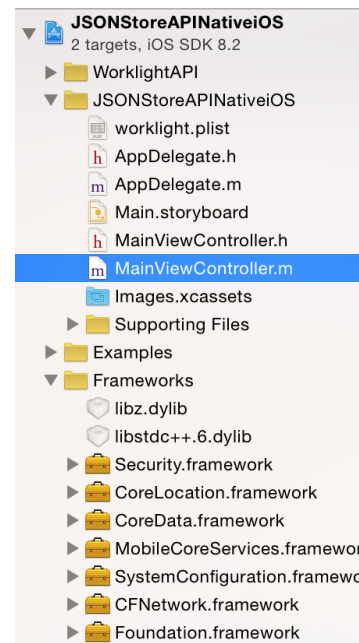 JSONStoreAPINativeiOS
2 targets, iOS SDK 8.2
WorklightAPI
JSONStoreAPINativeiOS
worklight.plist
h AppDelegate.h
m AppDelegate.m
Main.storyboard
h MainViewController.h
m MainViewController.m
Images.xcassets
Supporting Files
Examples
Frameworks
libz.dylib
libstdc++.6.dylib
Security.framework
CoreLocation.framework
CoreData.framework
MobileCoreServices.framewor
SystemConfiguration.framewo
CFNetwork.framework
Foundation.framework